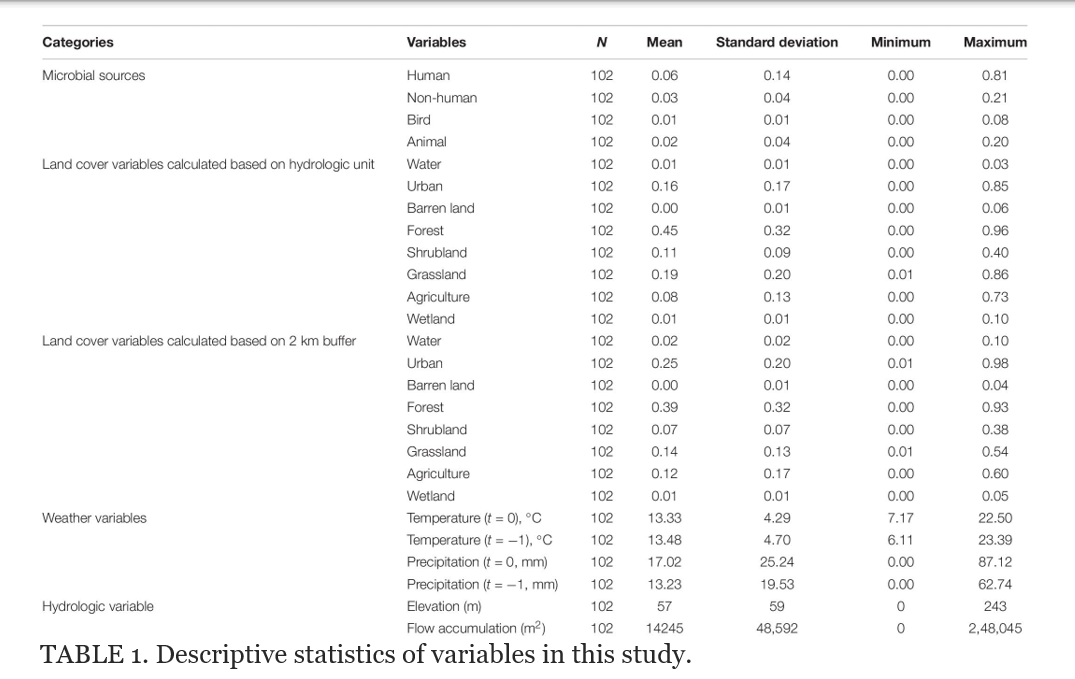 Categories Variables N Mean Standard deviation Minimum Maximum
Microbial sources Human 102 0.06 0.14 0.00 0.81
Non-human 102 0.03 0.04 0.00 0.21
Bird 102 0.01 0.01 0.00 0.08
Animal 102 0.02 0.04 0.00 0.20
Land cover variables calculated based on hydrologic unit Water 102 0.01 0.01 0.00 0.03
Urban 102 0.16 0.17 0.00 0.85
Barren land 102 0.00 0.01 0.00 0.06
Forest 102 0.45 0.32 0.00 0.96
Shrubland 102 0.11 0.09 0.00 0.40
Grassland 102 0.19 0.20 0.01 0.86
Agriculture 102 0.08 0.13 0.00 0.73
Wetland 102 0.01 0.01 0.00 0.10
Land cover variables calculated based on 2 km buffer Water 102 0.02 0.02 0.00 0.10
Urban 102 0.25 0.20 0.01 0.98
Barren land 102 0.00 0.01 0.00 0.04
Forest 102 0.39 0.32 0.00 0.93
Shrubland 102 0.07 0.07 0.00 0.38
Grassland 102 0.14 0.13 0.01 0.54
Agriculture 102 0.12 0.17 0.00 0.60
Wetland 102 0.01 0.01 0.00 0.05
Weather variables Temperature (t = 0), °C 102 13.33 4.29 7.17 22.50
Temperature (t = −1), °C 102 13.48 4.70 6.11 23.39
Precipitation (t = 0, mm) 102 17.02 25.24 0.00 87.12
Precipitation (t = −1, mm) 102 13.23 19.53 0.00 62.74
Hydrologic variable Elevation (m) 102 57 59 0 243
Flow accumulation (m²) 102 14245 48,592 0 2,48,045
TABLE 1. Descriptive statistics of variables in this study.